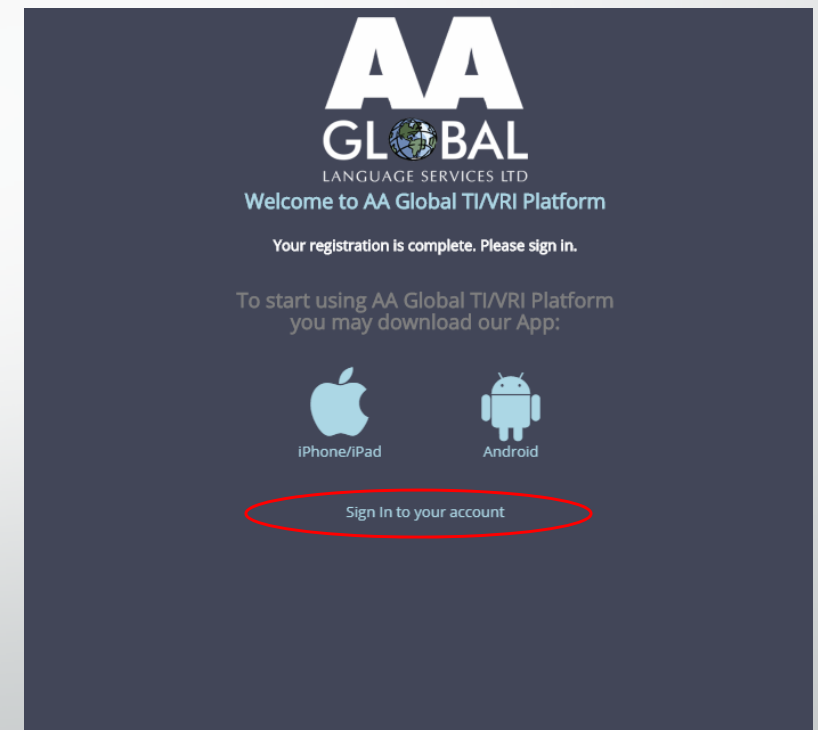 AA
GLOBAL
LANGUAGE SERVICES LTD
Welcome to AA Global TI/VRI Platform
Your registration is complete. Please sign in.
To start using AA Global TI/VRI Platform
you may download our App:
iPhone/iPad Android
Sign In to your account